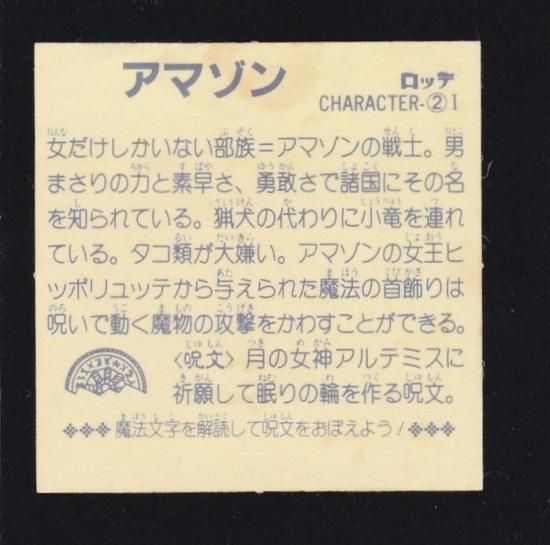 アマゾン
ロッテ
CHARACTER-②I
女だけしかいない部族＝アマゾンの戦士。男
まさりの力と素早さ、勇敢さで諸国にその名
を知られている。猟犬の代わりに小竜を連れ
ている。タコ類が大嫌い。アマゾンの女王ヒ
ッポリュッテから与えられた魔法の首飾りは
呪いで動く魔物の攻撃をかわすことができる。
〈呪文〉月の女神アルテミスに
祈願して眠りの輪を作る呪文。
魔法文字を解読して呪文をおぼえよう！